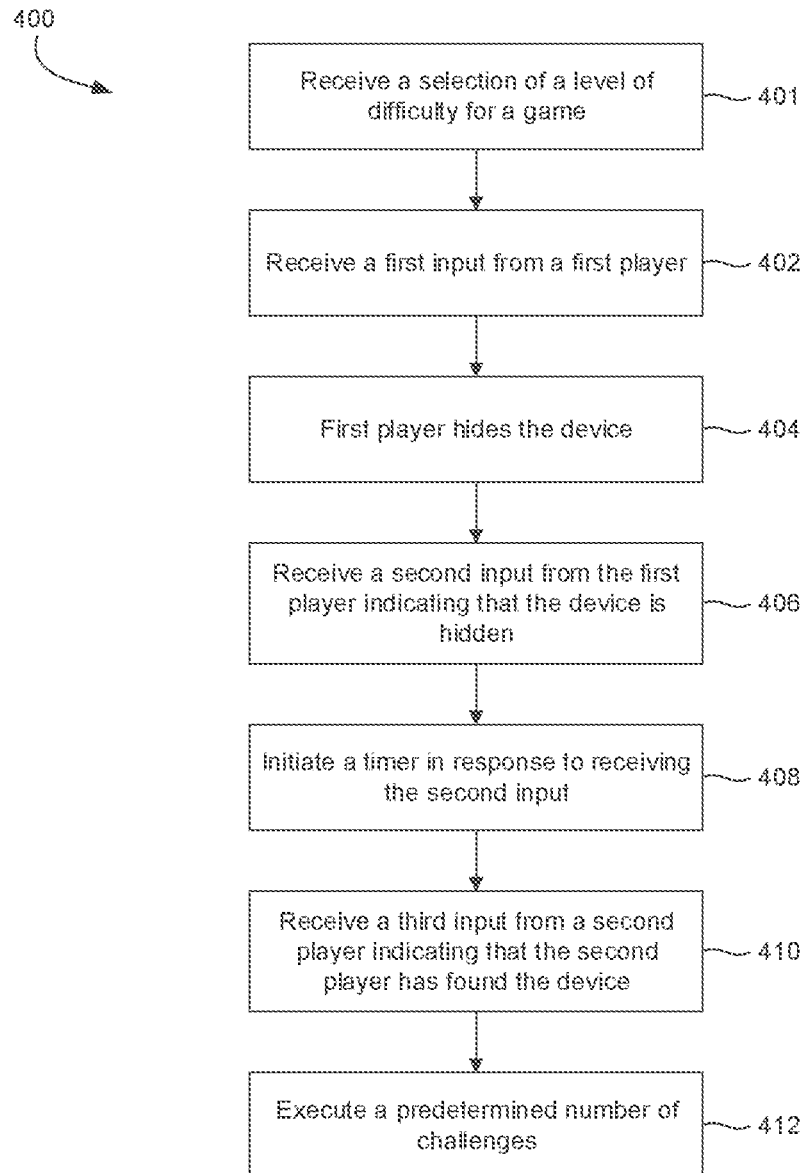 400
Receive a selection of a level of
difficulty for a game
401
Receive a first input from a first player
402
First player hides the device
404
Receive a second input from the first
player indicating that the device is
hidden
406
Initiate a timer in response to receiving
the second input
408
Receive a third input from a second
player indicating that the second
player has found the device
410
Execute a predetermined number of
challenges
412